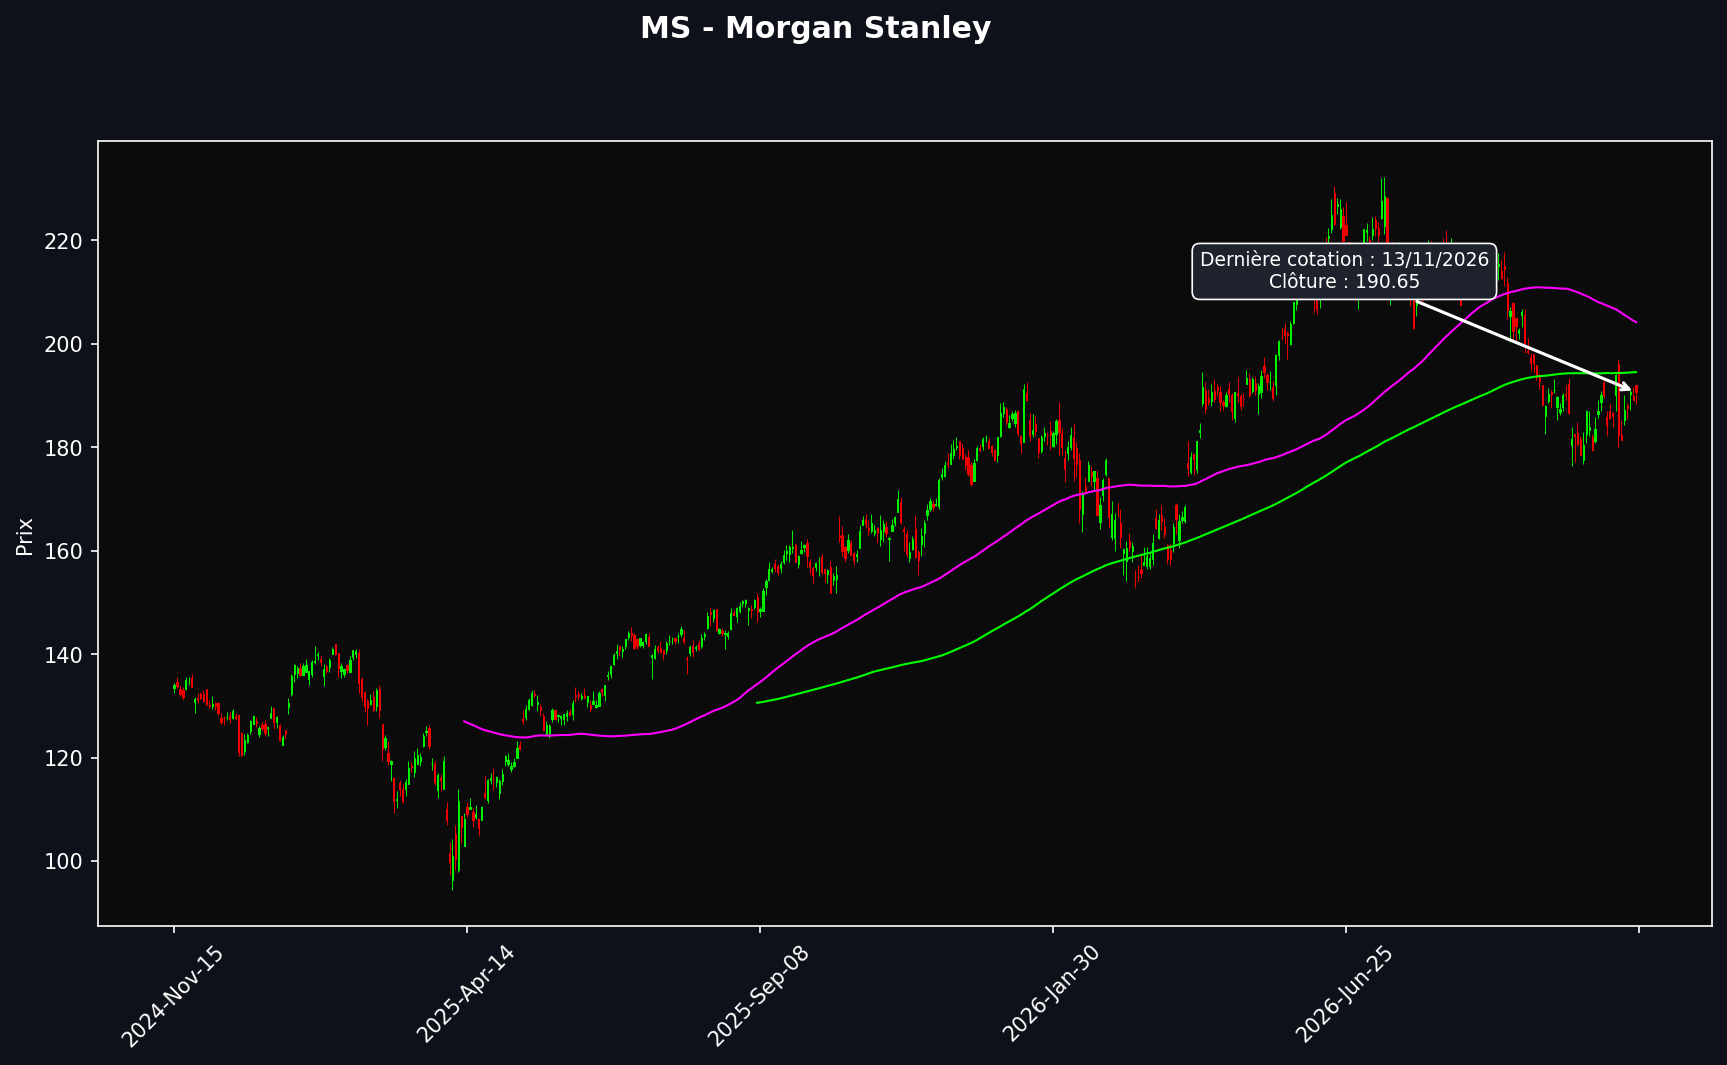 MS - Morgan Stanley
Prix
220
200
180
160
140
120
100
Dernière cotation : 13/11/2026
Clôture : 190.65
2024-Nov-15
2025-Apr-14
2025-Sep-08
2026-Jan-30
2026-Jun-25